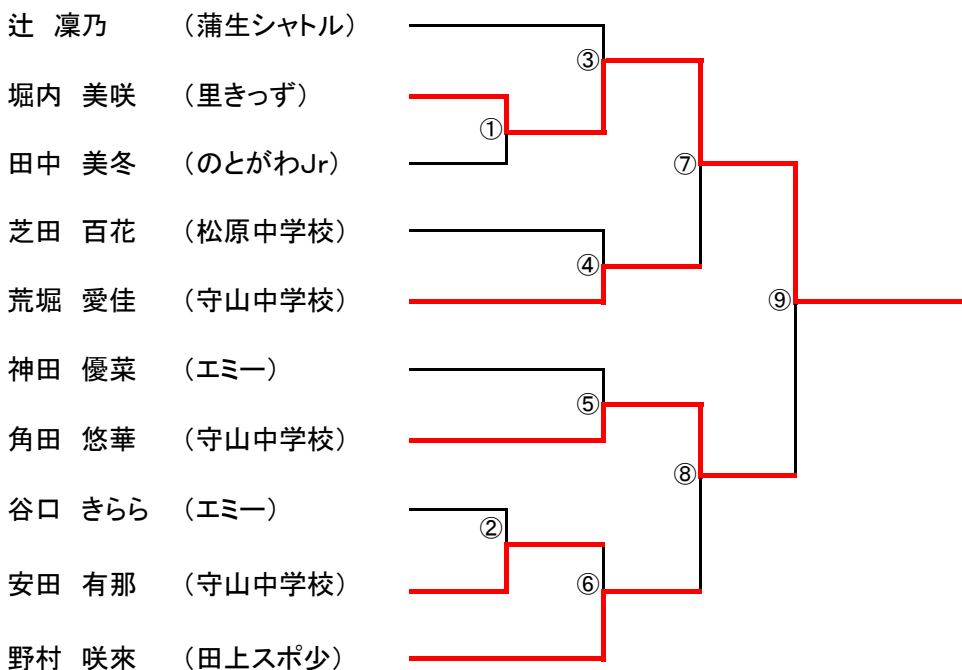 辻 凜乃 （蒲生シャトル）
③
堀内 美咲 （里きっず）
①
田中 美冬 （のとがわJr）
⑦
芝田 百花 （松原中学校）
④
荒堀 愛佳 （守山中学校）
⑨
神田 優菜 （エミー）
⑤
角田 悠華 （守山中学校）
⑧
谷口 きらら （エミー）
②
安田 有那 （守山中学校）
⑥
野村 咲來 （田上スポ少）